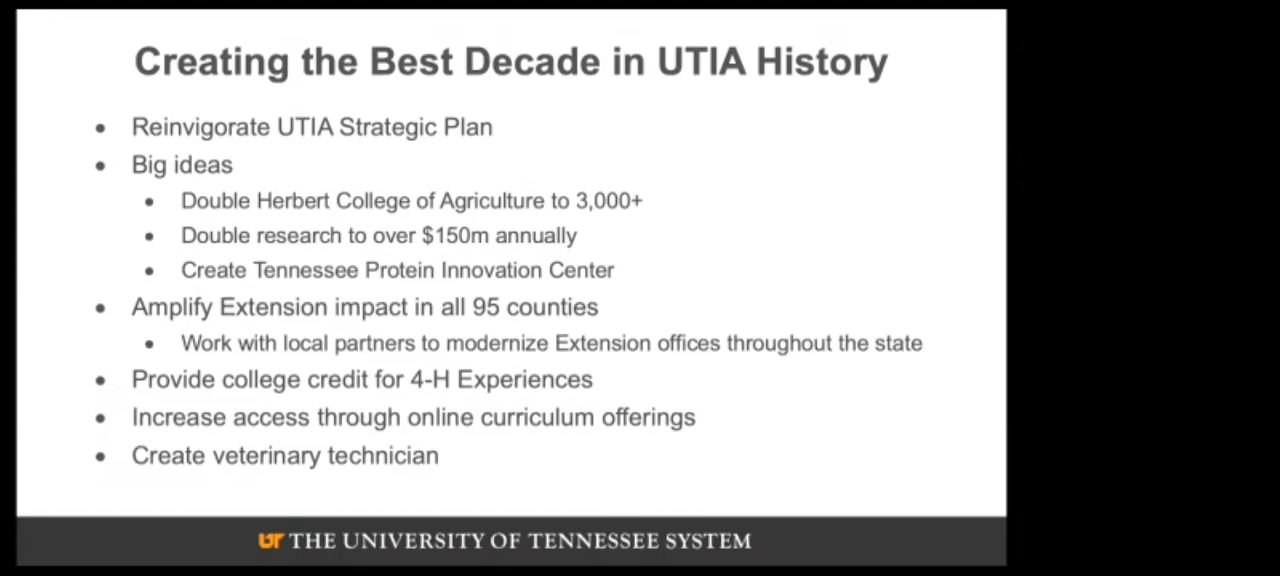 Creating the Best Decade in UTIA History
• Reinvigorate UTIA Strategic Plan
• Big ideas
• Double Herbert College of Agriculture to 3,000+
• Double research to over $150m annually
• Create Tennessee Protein Innovation Center
• Amplify Extension impact in all 95 counties
• Work with local partners to modernize Extension offices throughout the state
• Provide college credit for 4-H Experiences
• Increase access through online curriculum offerings
• Create veterinary technician
UT THE UNIVERSITY OF TENNESSEE SYSTEM